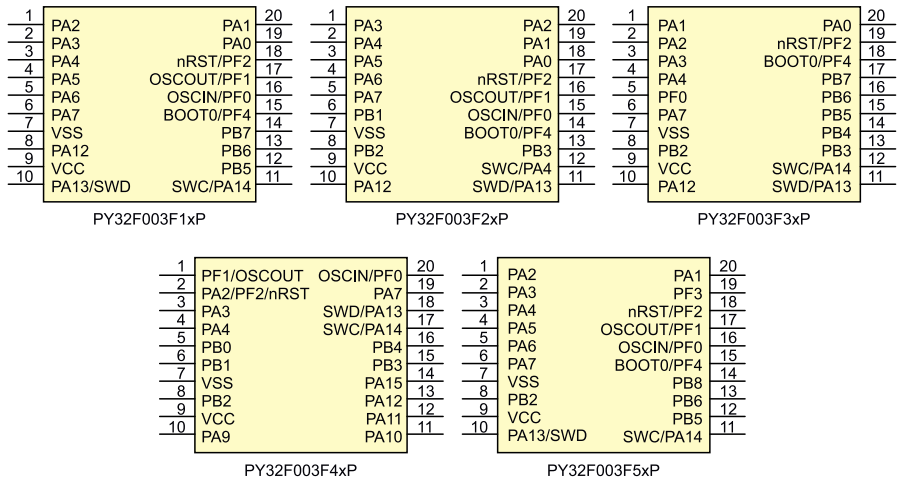 1 PA2 PA1 20
2 PA3 PA0 19
3 PA4 nRST/PF2 18
4 PA5 OSCOUT/PF1 17
5 PA6 OSCIN/PF0 16
6 PA7 BOOT0/PF4 15
7 VSS PB7 14
8 PA12 PB6 13
9 VCC PB5 12
10 PA13/SWD SWC/PA14 11
PY32F003F1xP
1 PA3 PA2 20
2 PA4 PA1 19
3 PA5 PA0 18
4 PA6 nRST/PF2 17
5 PA7 OSCOUT/PF1 16
6 PB1 OSCIN/PF0 15
7 VSS BOOT0/PF4 14
8 PB2 PB3 13
9 VCC SWC/PA4 12
10 PA12 SWD/PA13 11
PY32F003F2xP
1 PA1 PA0 20
2 PA2 nRST/PF2 19
3 PA3 BOOT0/PF4 18
4 PA4 PB7 17
5 PF0 PB6 16
6 PA7 PB5 15
7 VSS PB4 14
8 PB2 PB3 13
9 VCC SWC/PA14 12
10 PA12 SWD/PA13 11
PY32F003F3xP
1 PF1/OSCOUT OSCIN/PF0 20
2 PA2/PF2/nRST PA7 19
3 PA3 SWD/PA13 18
4 PA4 SWC/PA14 17
5 PB0 PB4 16
6 PB1 PB3 15
7 VSS PA15 14
8 PB2 PA12 13
9 VCC PA11 12
10 PA9 PA10 11
PY32F003F4xP
1 PA2 PA1 20
2 PA3 PF3 19
3 PA4 nRST/PF2 18
4 PA5 OSCOUT/PF1 17
5 PA6 OSCIN/PF0 16
6 PA7 BOOT0/PF4 15
7 VSS PB8 14
8 PB2 PB6 13
9 VCC PB5 12
10 PA13/SWD SWC/PA14 11
PY32F003F5xP